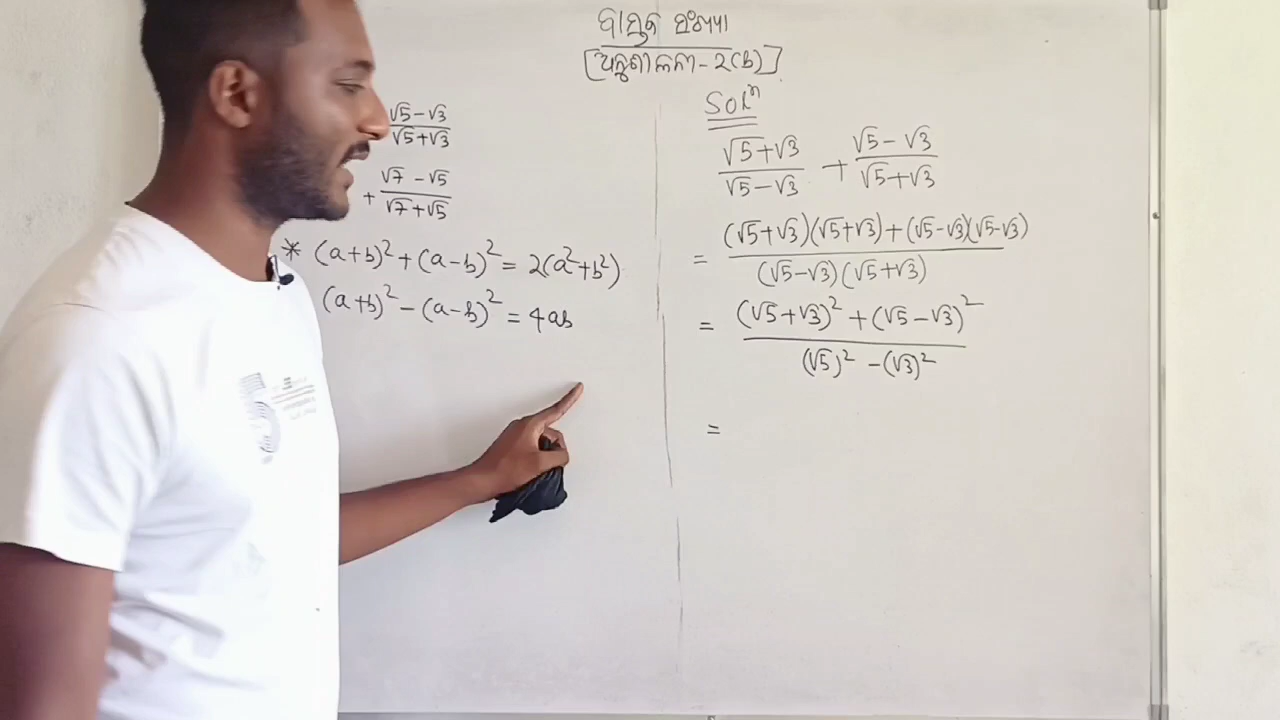 ବାସ୍ତବ ସଂଖ୍ୟା
[ଅନୁଶୀଳନୀ - 2(b)]
√5 - √3 / √5 + √3
+ √7 - √5 / √7 + √5
* (a+b)² + (a-b)² = 2(a²+b²)
(a+b)² - (a-b)² = 4ab
Solⁿ
√5+√3 / √5-√3 + √5-√3 / √5+√3
= (√5+√3)(√5+√3)+(√5-√3)(√5-√3) / (√5-√3)(√5+√3)
= (√5+√3)² + (√5-√3)² / (√5)² - (√3)²
=
5